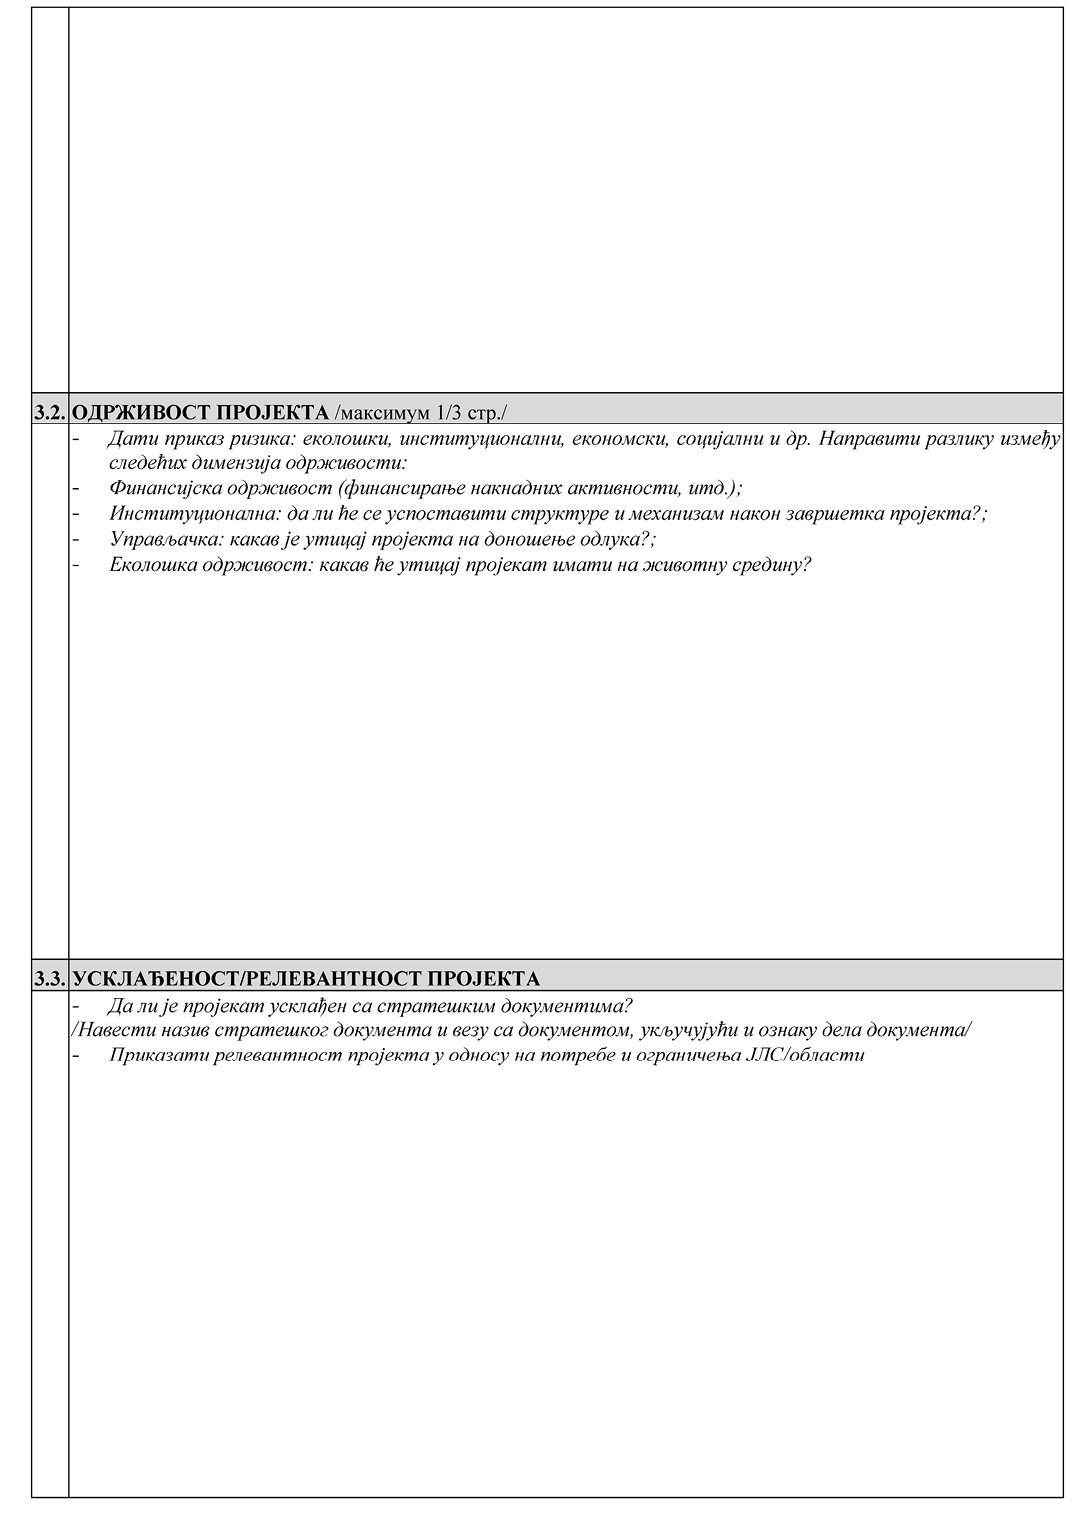 3.2. ОДРЖИВОСТ ПРОЈЕКТА /максимум 1/3 стр./
- Дати приказ ризика: еколошки, институционални, економски, социјални и др. Направити разлику између
следећих димензија одрживости:
- Финансијска одрживост (финансирање накнадних активности, итд.);
- Институционална: да ли ће се успоставити структуре и механизам након завршетка пројекта?;
- Управљачка: какав је утицај пројекта на доношење одлука?;
- Еколошка одрживост: какав ће утицај пројекат имати на животну средину?
3.3. УСКЛАЂЕНОСТ/РЕЛЕВАНТНОСТ ПРОЈЕКТА
- Да ли је пројекат усклађен са стратешким документима?
/Навести назив стратешког документа и везу са документом, укључујући и ознаку дела документа/
- Приказати релевантност пројекта у односу на потребе и ограничења ЈЛС/области